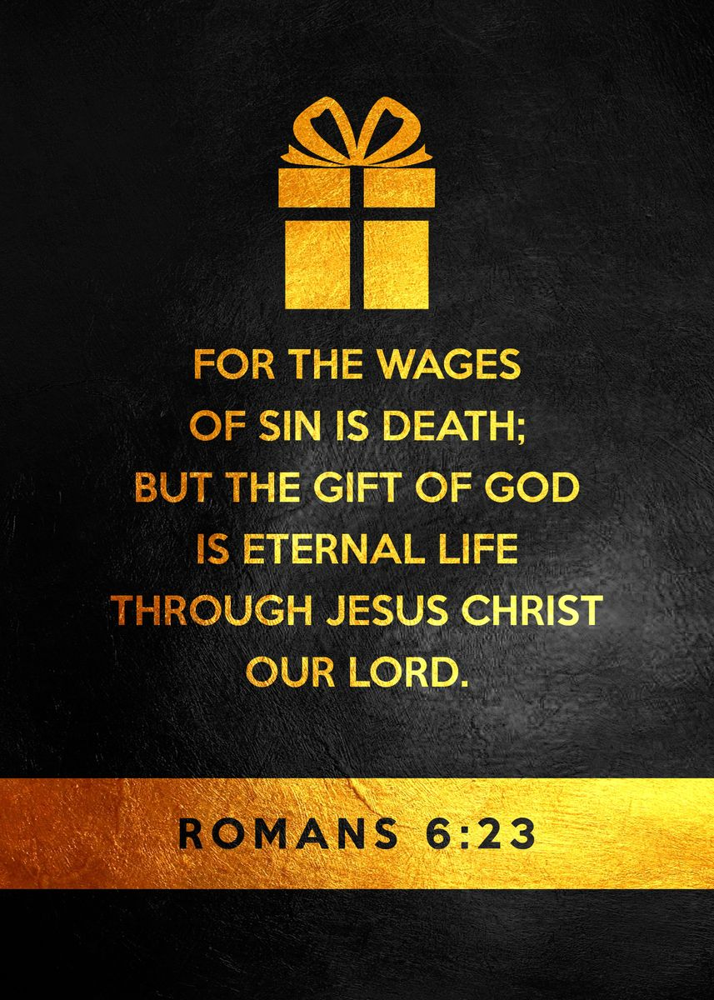 FOR THE WAGES
OF SIN IS DEATH;
BUT THE GIFT OF GOD
IS ETERNAL LIFE
THROUGH JESUS CHRIST
OUR LORD.
ROMANS 6:23